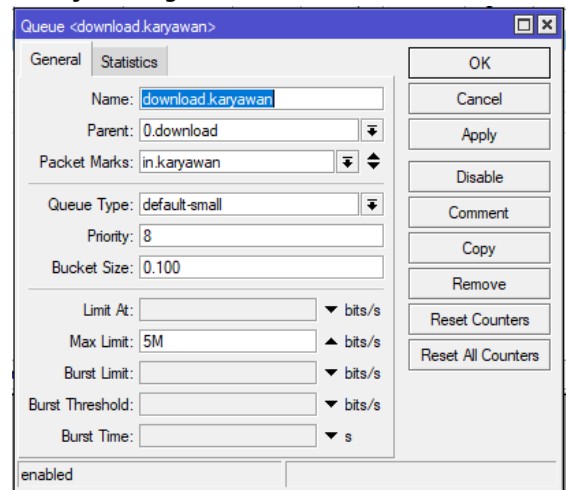 Queue <download.karyawan>
General Statistics
OK
Name: download.karyawan
Cancel
Parent: 0.download
Apply
Packet Marks: in.karyawan
Disable
Queue Type: default-small
Comment
Priority: 8
Copy
Bucket Size: 0.100
Remove
Limit At: bits/s
Reset Counters
Max Limit: 5M bits/s
Reset All Counters
Burst Limit: bits/s
Burst Threshold: bits/s
Burst Time: s
enabled